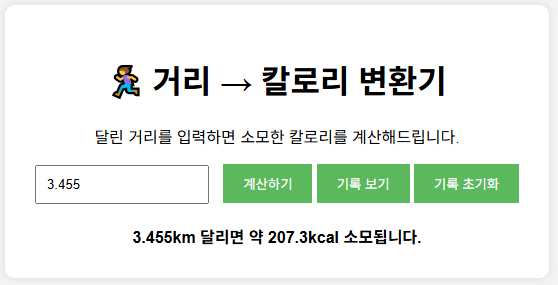 거리 → 칼로리 변환기
달린 거리를 입력하면 소모한 칼로리를 계산해드립니다.
3.455 계산하기 기록 보기 기록 초기화
3.455km 달리면 약 207.3kcal 소모됩니다.